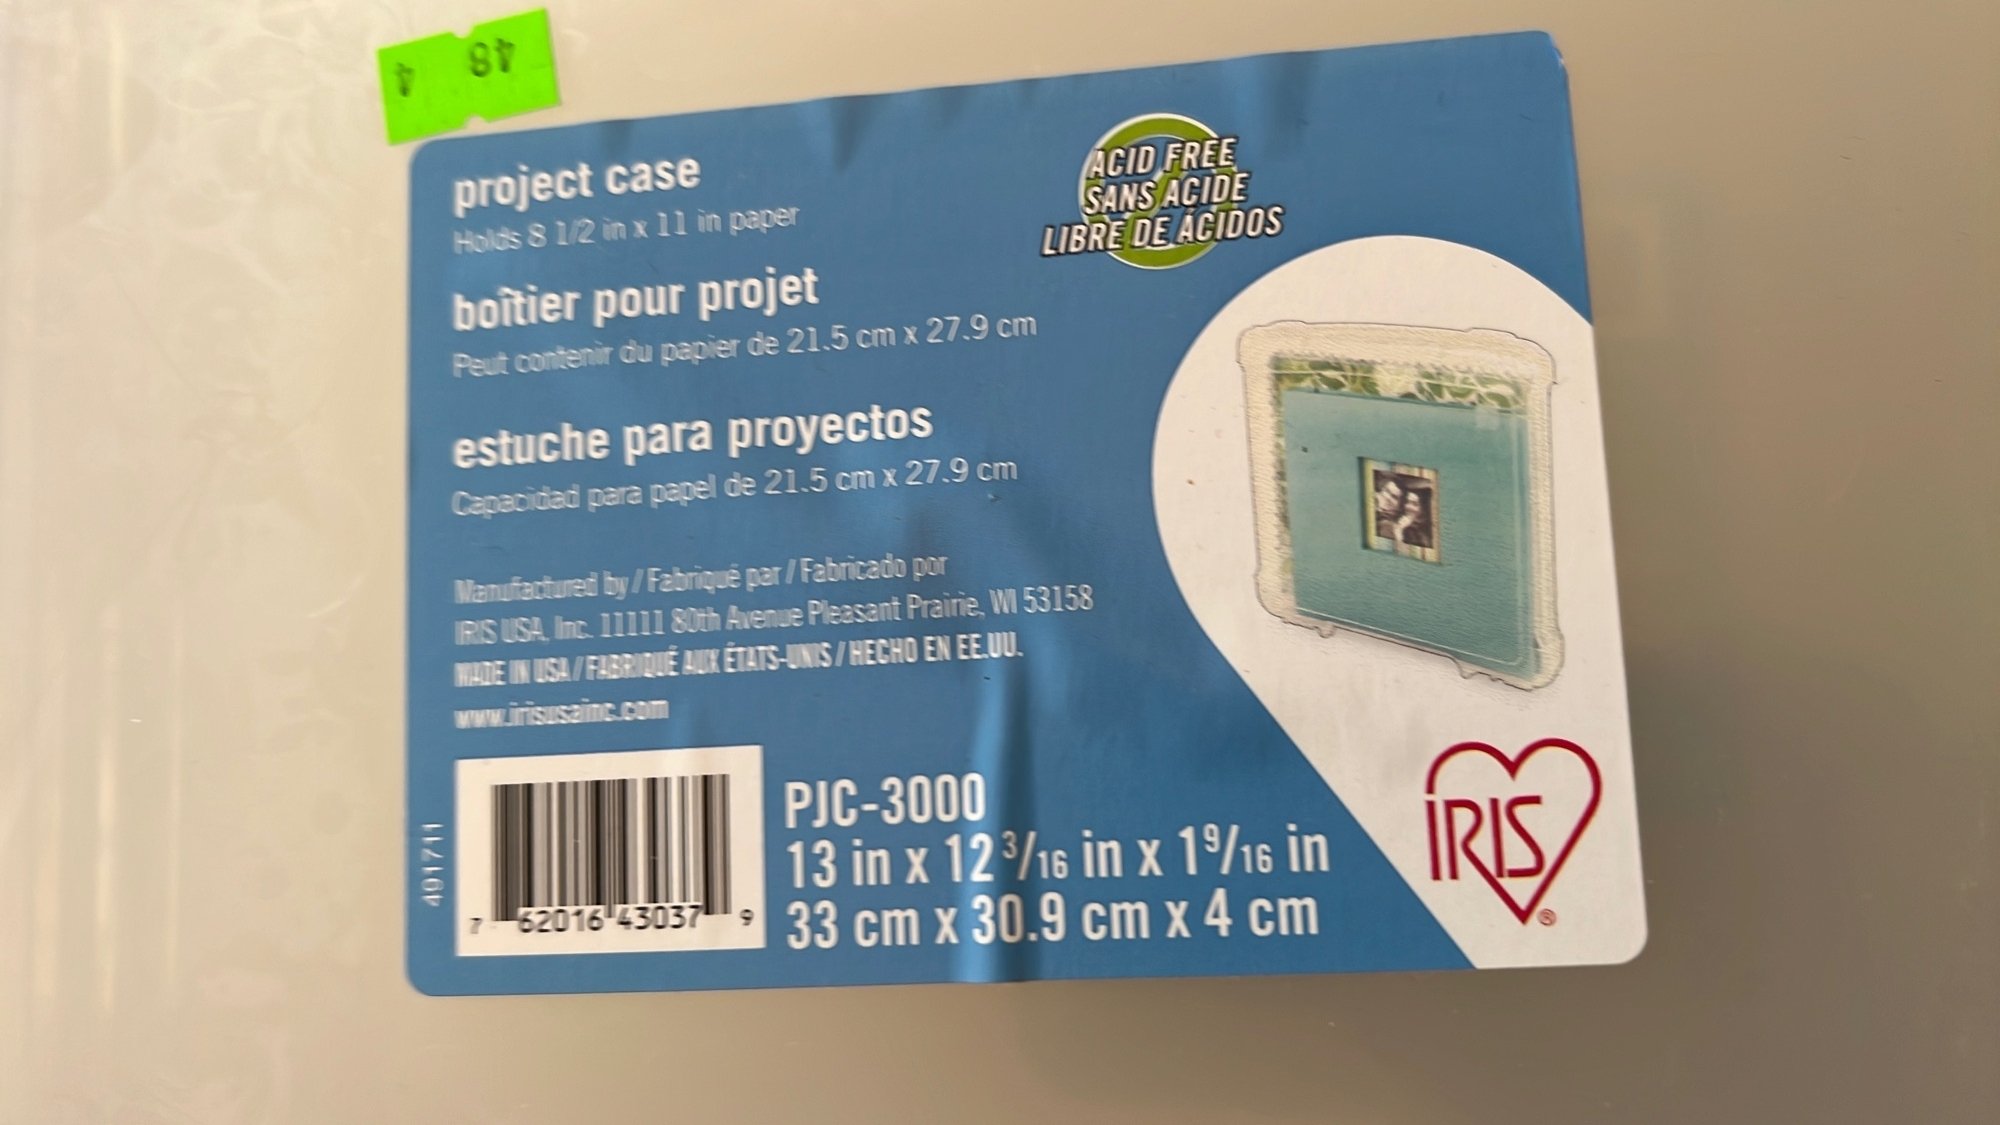 48 4
project case
Holds 8 1/2 in x 11 in paper
boîtier pour projet
Peut contenir du papier de 21.5 cm x 27.9 cm
estuche para proyectos
Capacidad para papel de 21.5 cm x 27.9 cm
Manufactured by / Fabriqué par / Fabricado por
IRIS USA, Inc. 11111 80th Avenue Pleasant Prairie, WI 53158
MADE IN USA / FABRIQUÉ AUX ÉTATS-UNIS / HECHO EN EE.UU.
www.irisusainc.com
ACID FREE
SANS ACIDE
LIBRE DE ÁCIDOS
491711
7 62016 43037 9
PJC-3000
13 in x 12 3/16 in x 1 9/16 in
33 cm x 30.9 cm x 4 cm
IRIS®